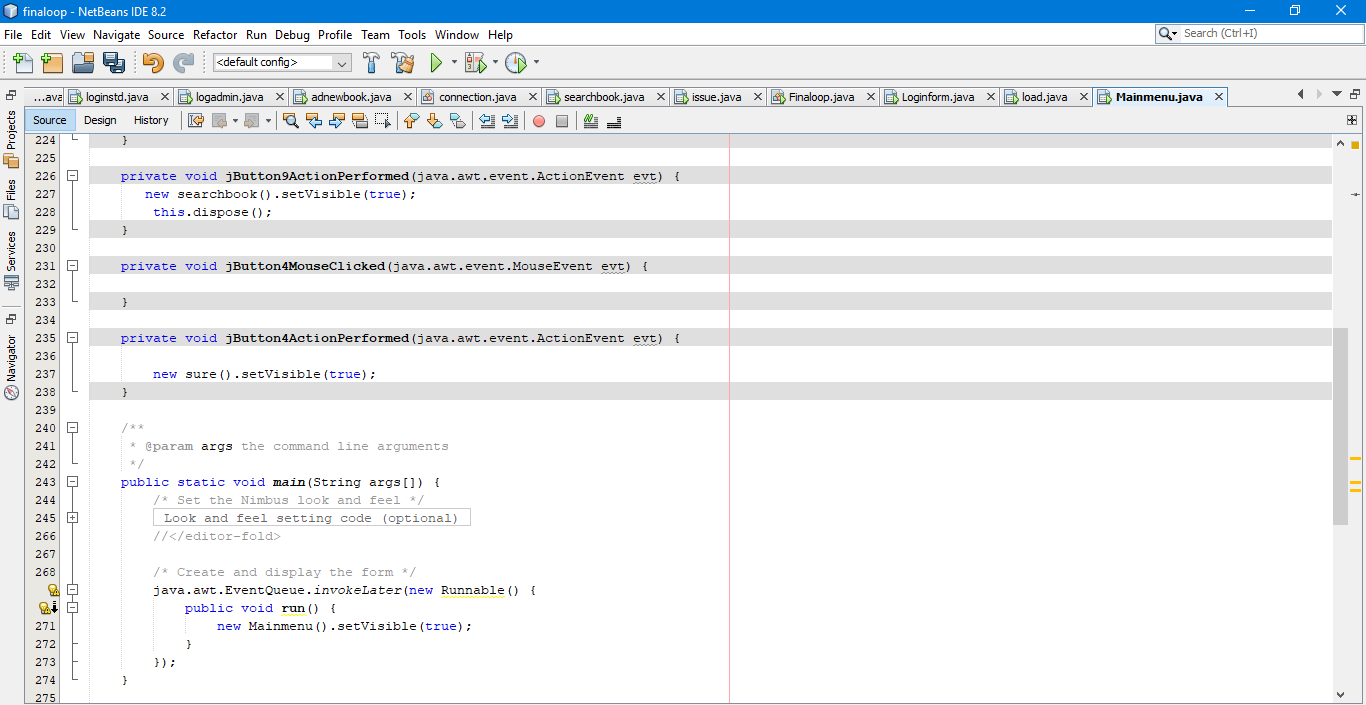 finaloop - NetBeans IDE 8.2
File Edit View Navigate Source Refactor Run Debug Profile Team Tools Window Help
Search (Ctrl+I)
<default config>
...ava loginstd.java logadmin.java adnewbook.java connection.java searchbook.java issue.java Finaloop.java Loginform.java load.java Mainmenu.java
Source Design History
Projects
Files
Services
Navigator
224 }
225
226 private void jButton9ActionPerformed(java.awt.event.ActionEvent evt) {
227 new searchbook().setVisible(true);
228 this.dispose();
229 }
230
231 private void jButton4MouseClicked(java.awt.event.MouseEvent evt) {
232
233 }
234
235 private void jButton4ActionPerformed(java.awt.event.ActionEvent evt) {
236
237 new sure().setVisible(true);
238 }
239
240 /**
241 * @param args the command line arguments
242 */
243 public static void main(String args[]) {
244 /* Set the Nimbus look and feel */
245 Look and feel setting code (optional)
266 //</editor-fold>
267
268 /* Create and display the form */
java.awt.EventQueue.invokeLater(new Runnable() {
public void run() {
271 new Mainmenu().setVisible(true);
272 }
273 });
274 }
275